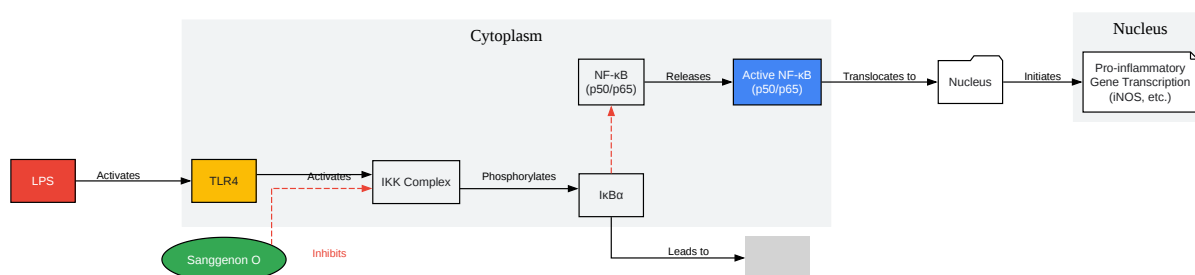 Cytoplasm
Nucleus
NF-κB
(p50/p65)
Releases
Active NF-κB
(p50/p65)
Translocates to
Nucleus
Initiates
Pro-inflammatory
Gene Transcription
(iNOS, etc.)
LPS
Activates
TLR4
Activates
IKK Complex
Phosphorylates
IκBα
Sanggenon O
Inhibits
Leads to